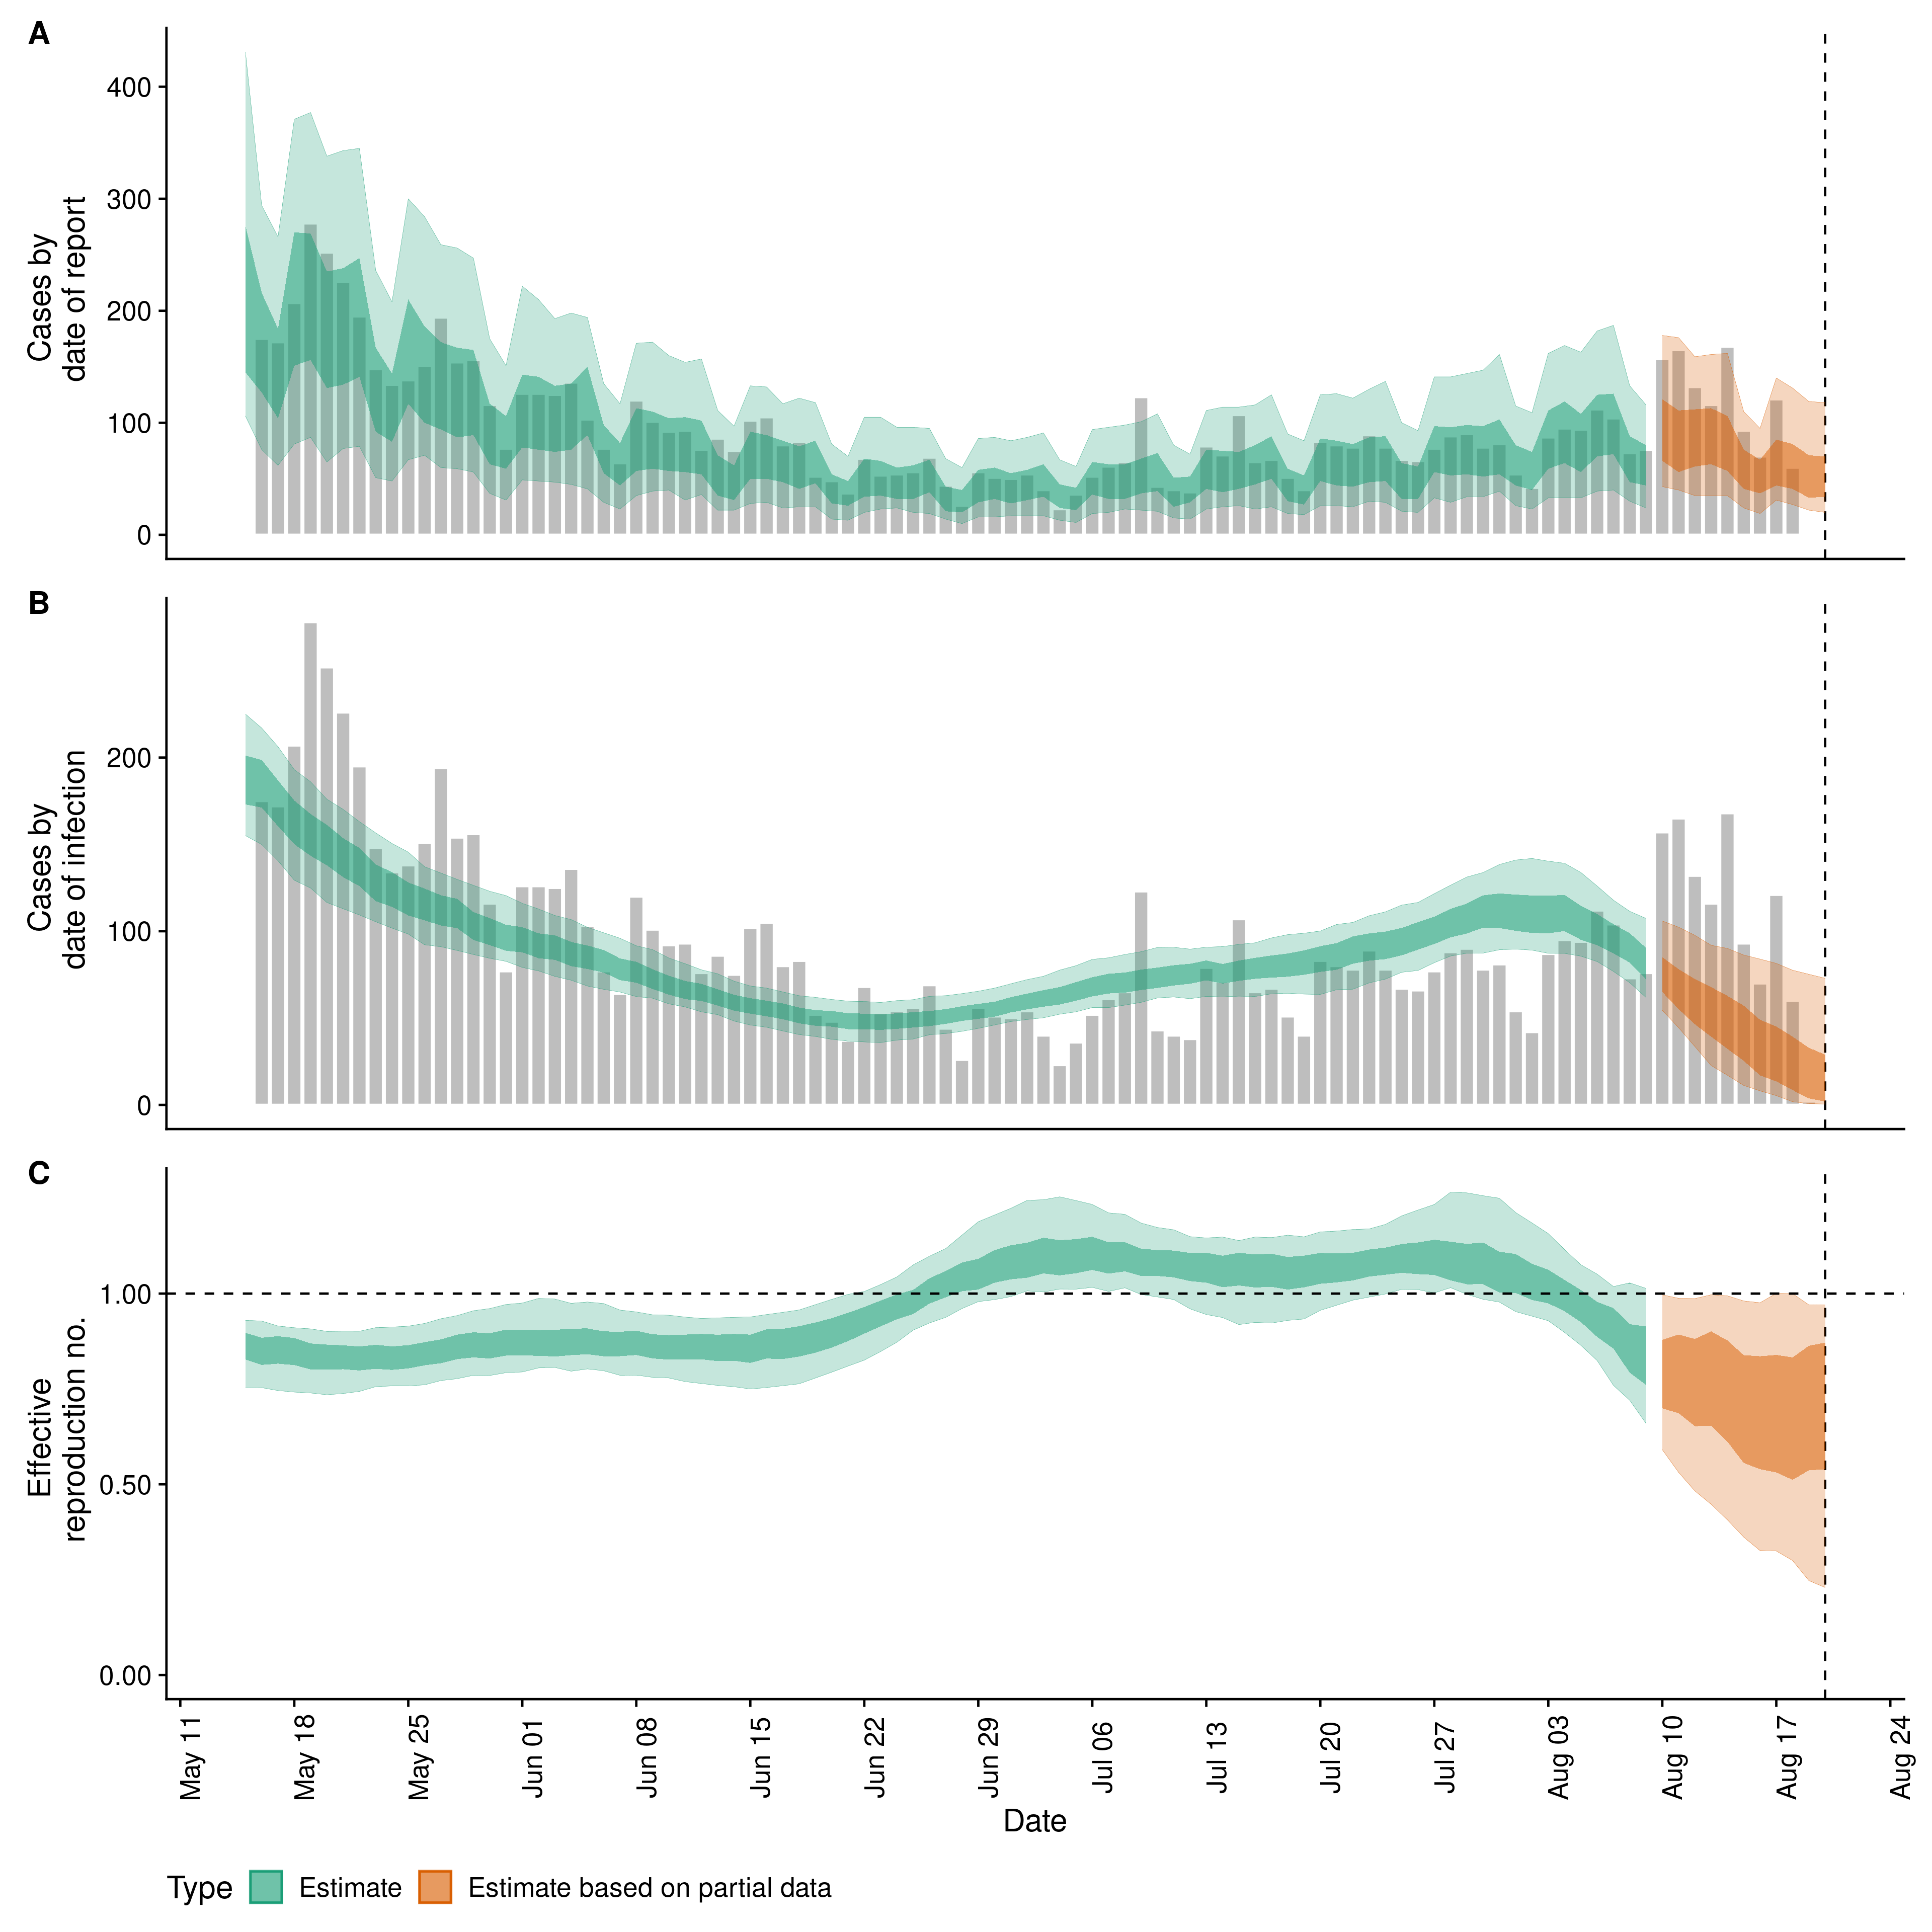 A
400
300
200
100
0
Cases by
date of report
B
200
100
0
Cases by
date of infection
C
1.00
0.50
0.00
Effective
reproduction no.
May 11
May 18
May 25
Jun 01
Jun 08
Jun 15
Jun 22
Jun 29
Jul 06
Jul 13
Jul 20
Jul 27
Aug 03
Aug 10
Aug 17
Aug 24
Date
Type Estimate Estimate based on partial data